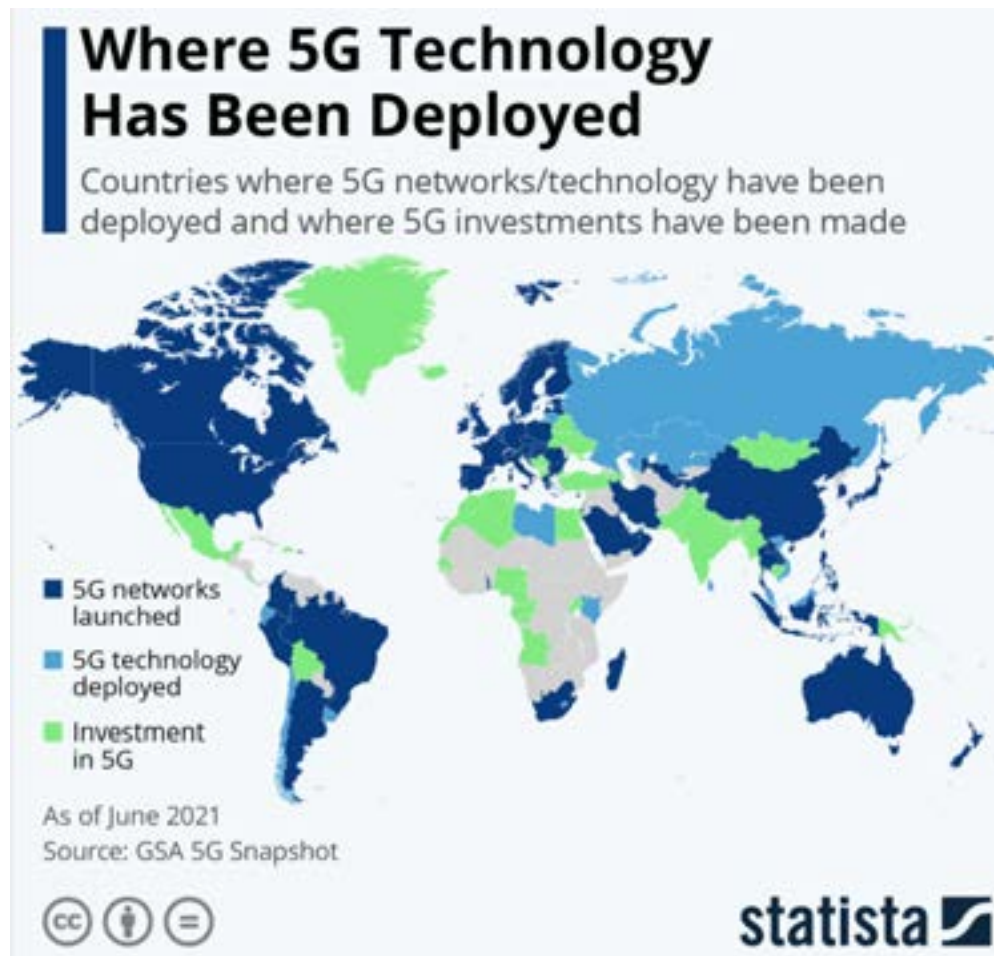 Where 5G Technology
Has Been Deployed
Countries where 5G networks/technology have been
deployed and where 5G investments have been made
5G networks
launched
5G technology
deployed
Investment
in 5G
As of June 2021
Source: GSA 5G Snapshot
cc
=
statista